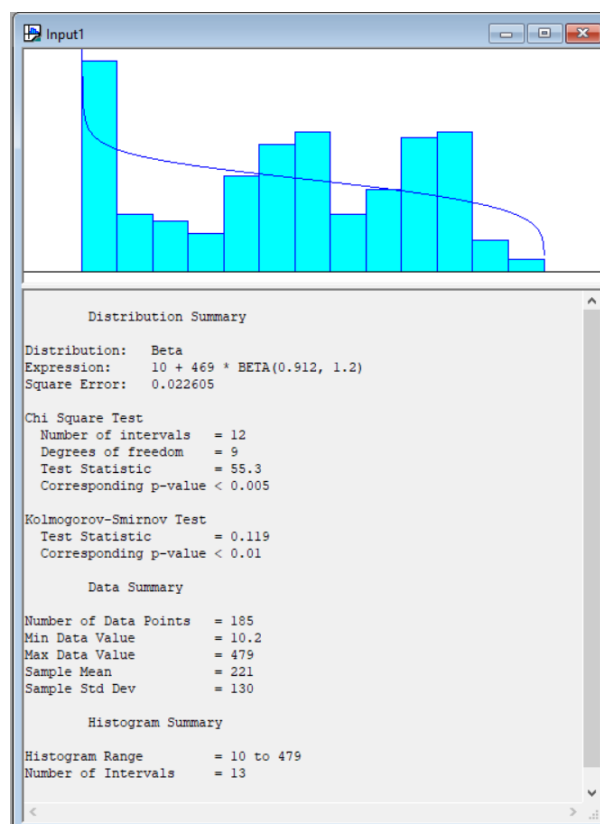 Input1
Distribution Summary
Distribution: Beta
Expression: 10 + 469 * BETA(0.912, 1.2)
Square Error: 0.022605
Chi Square Test
Number of intervals = 12
Degrees of freedom = 9
Test Statistic = 55.3
Corresponding p-value < 0.005
Kolmogorov-Smirnov Test
Test Statistic = 0.119
Corresponding p-value < 0.01
Data Summary
Number of Data Points = 185
Min Data Value = 10.2
Max Data Value = 479
Sample Mean = 221
Sample Std Dev = 130
Histogram Summary
Histogram Range = 10 to 479
Number of Intervals = 13